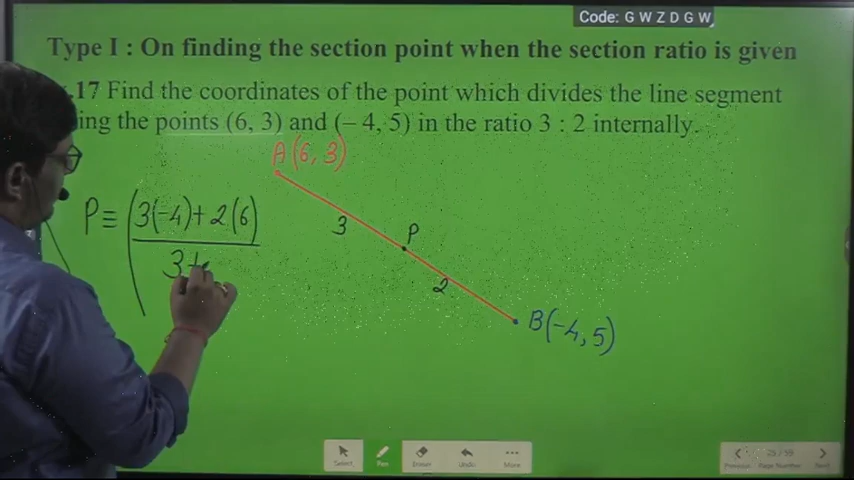 Code: G W Z D G W
Type I : On finding the section point when the section ratio is given
17 Find the coordinates of the point which divides the line segment
ing the points (6, 3) and (– 4, 5) in the ratio 3 : 2 internally.
A(6, 3)
P≡ (3(-4)+ 2(6)
3+
3
P
2
B(-4, 5)
Select
Pen
Eraser
Undo
More
Previous
25 / 59
Page Number
Next